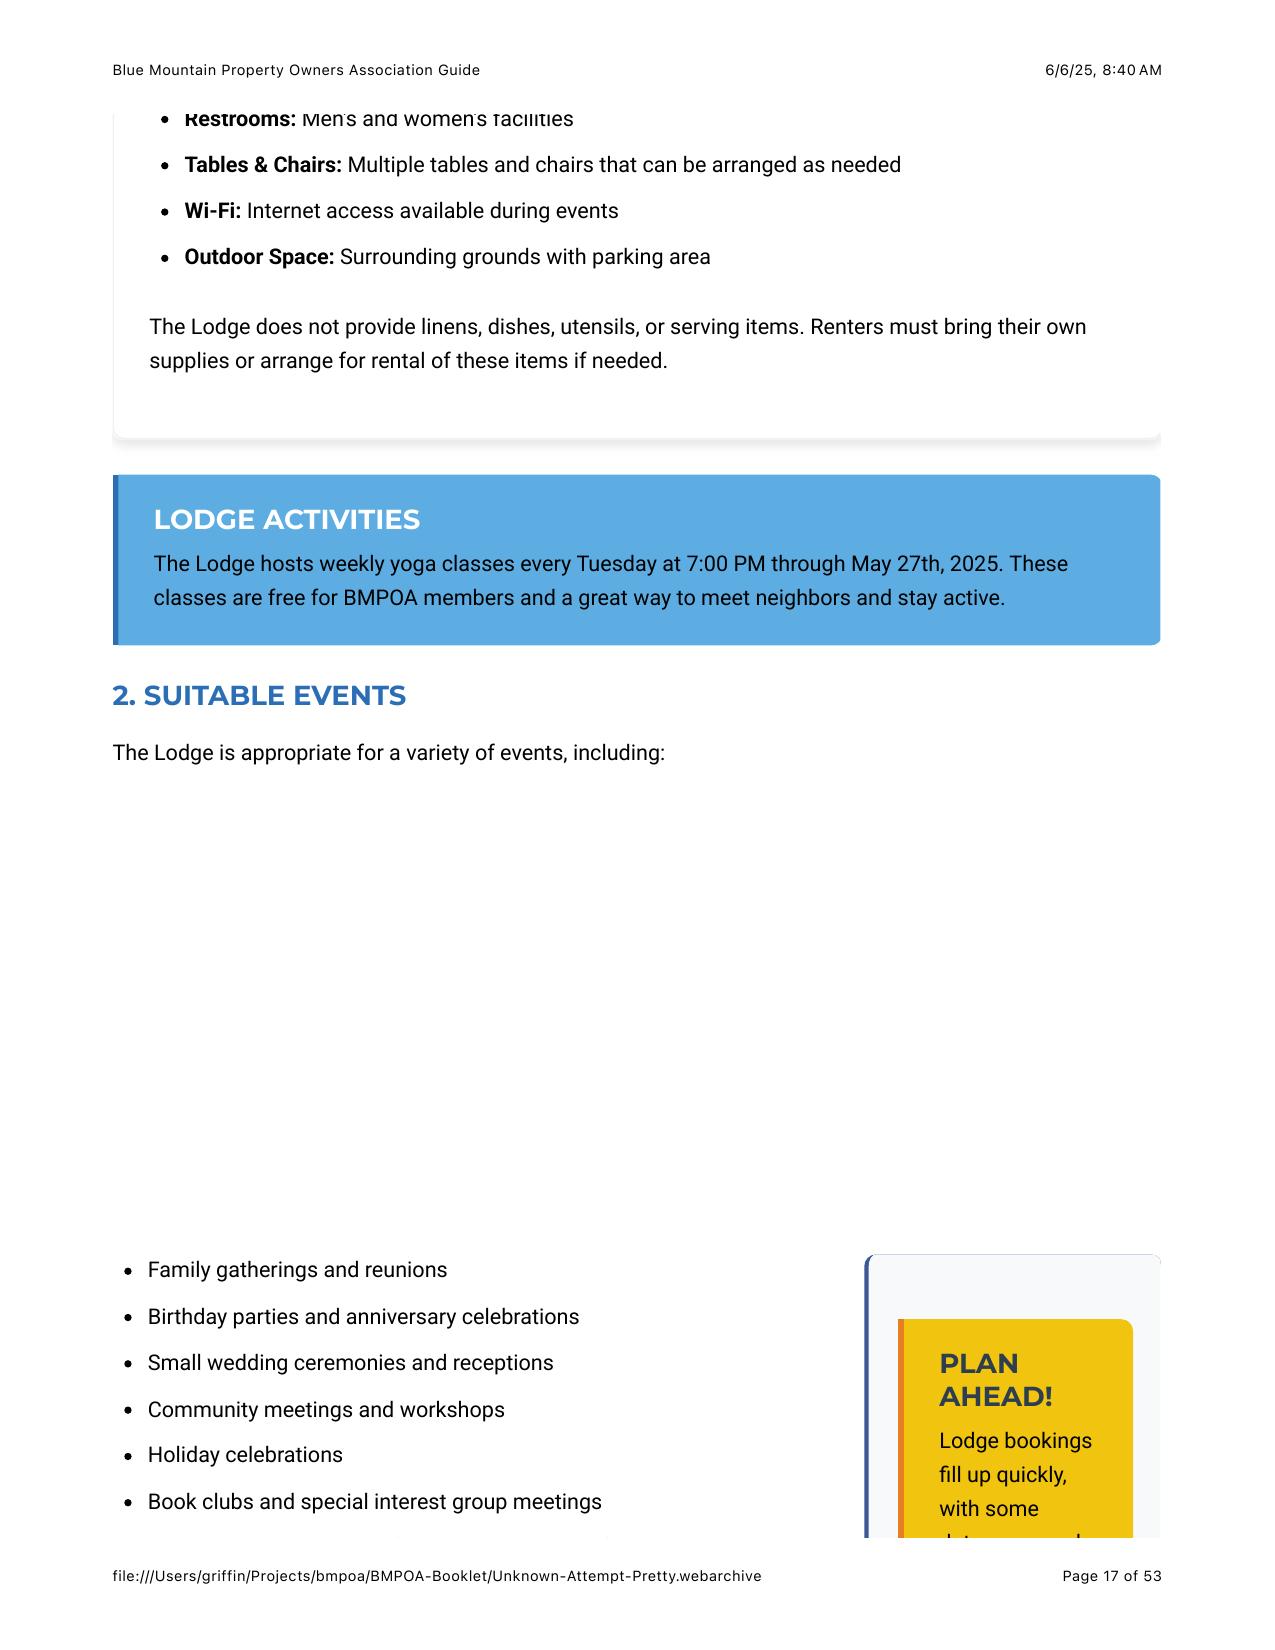 Blue Mountain Property Owners Association Guide
6/6/25, 8:40 AM
• Restrooms: Men's and women's facilities
• Tables & Chairs: Multiple tables and chairs that can be arranged as needed
• Wi-Fi: Internet access available during events
• Outdoor Space: Surrounding grounds with parking area
The Lodge does not provide linens, dishes, utensils, or serving items. Renters must bring their own
supplies or arrange for rental of these items if needed.
LODGE ACTIVITIES
The Lodge hosts weekly yoga classes every Tuesday at 7:00 PM through May 27th, 2025. These
classes are free for BMPOA members and a great way to meet neighbors and stay active.
2. SUITABLE EVENTS
The Lodge is appropriate for a variety of events, including:
• Family gatherings and reunions
• Birthday parties and anniversary celebrations
• Small wedding ceremonies and receptions
• Community meetings and workshops
• Holiday celebrations
• Book clubs and special interest group meetings
PLAN
AHEAD!
Lodge bookings
fill up quickly,
with some
file:///Users/griffin/Projects/bmpoa/BMPOA-Booklet/Unknown-Attempt-Pretty.webarchive
Page 17 of 53